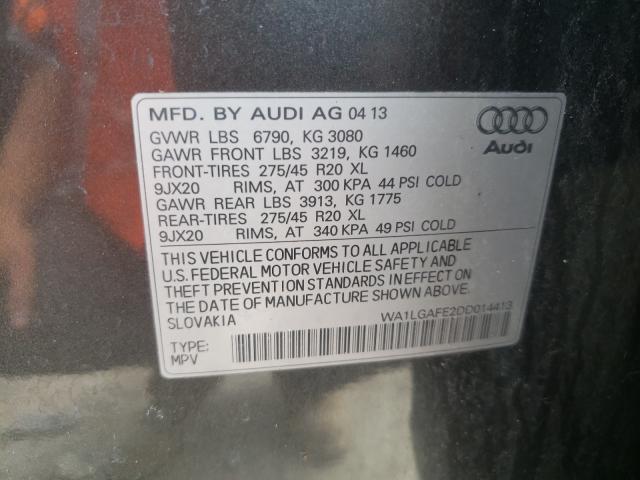 MFD. BY AUDI AG 04 13
GVWR LBS 6790, KG 3080
GAWR FRONT LBS 3219, KG 1460
FRONT-TIRES 275/45 R20 XL
9JX20 RIMS, AT 300 KPA 44 PSI COLD
GAWR REAR LBS 3913, KG 1775
REAR-TIRES 275/45 R20 XL
9JX20 RIMS, AT 340 KPA 49 PSI COLD
Audi
THIS VEHICLE CONFORMS TO ALL APPLICABLE
U.S. FEDERAL MOTOR VEHICLE SAFETY AND
THEFT PREVENTION STANDARDS IN EFFECT ON
THE DATE OF MANUFACTURE SHOWN ABOVE.
SLOVAKIA
WA1LGAFE2DD014413
TYPE:
MPV